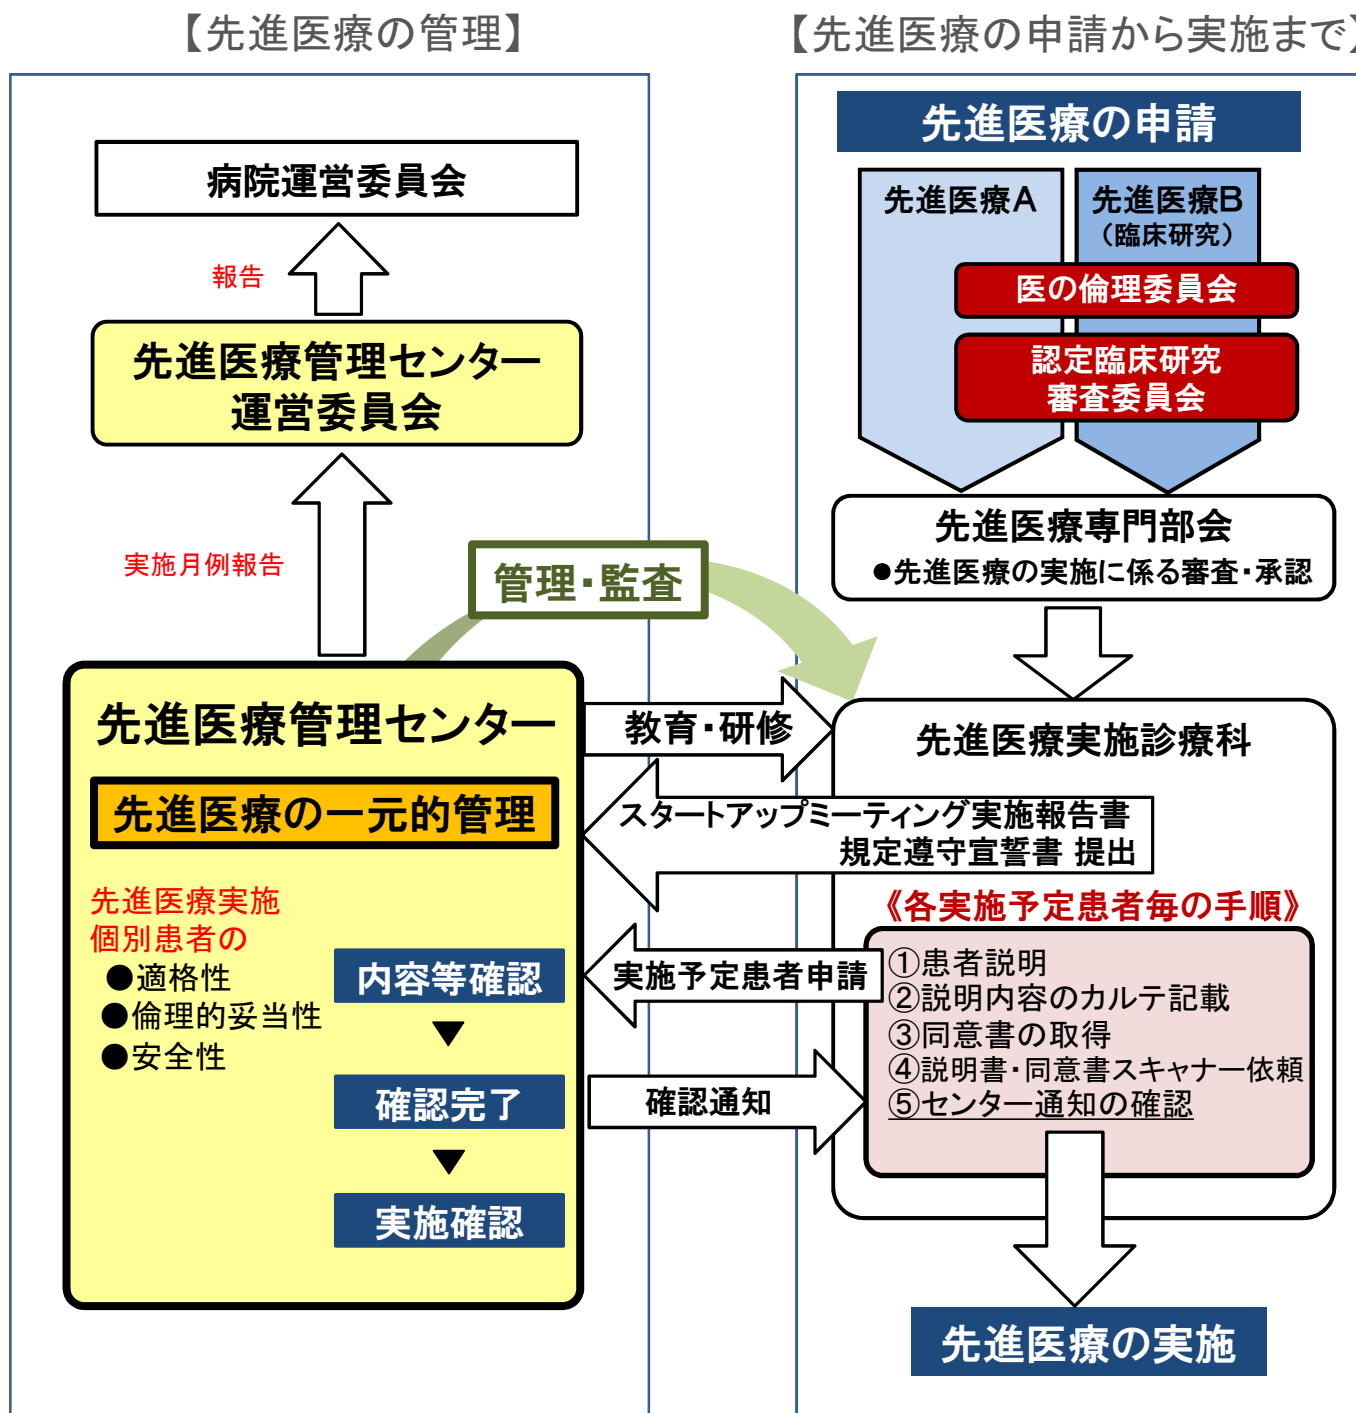 【先進医療の管理】
病院運営委員会
報告
先進医療管理センター
運営委員会
実施月例報告
管理・監査
先進医療管理センター
先進医療の一元的管理
先進医療実施
個別患者の
●適格性
●倫理的妥当性
●安全性
内容等確認
▼
確認完了
▼
実施確認
教育・研修
スタートアップミーティング実施報告書
規定遵守宣誓書 提出
実施予定患者申請
確認通知
【先進医療の申請から実施まで】
先進医療の申請
先進医療A
先進医療B
（臨床研究）
医の倫理委員会
認定臨床研究
審査委員会
先進医療専門部会
●先進医療の実施に係る審査・承認
先進医療実施診療科
《各実施予定患者毎の手順》
①患者説明
②説明内容のカルテ記載
③同意書の取得
④説明書・同意書スキャナー依頼
⑤センター通知の確認
先進医療の実施